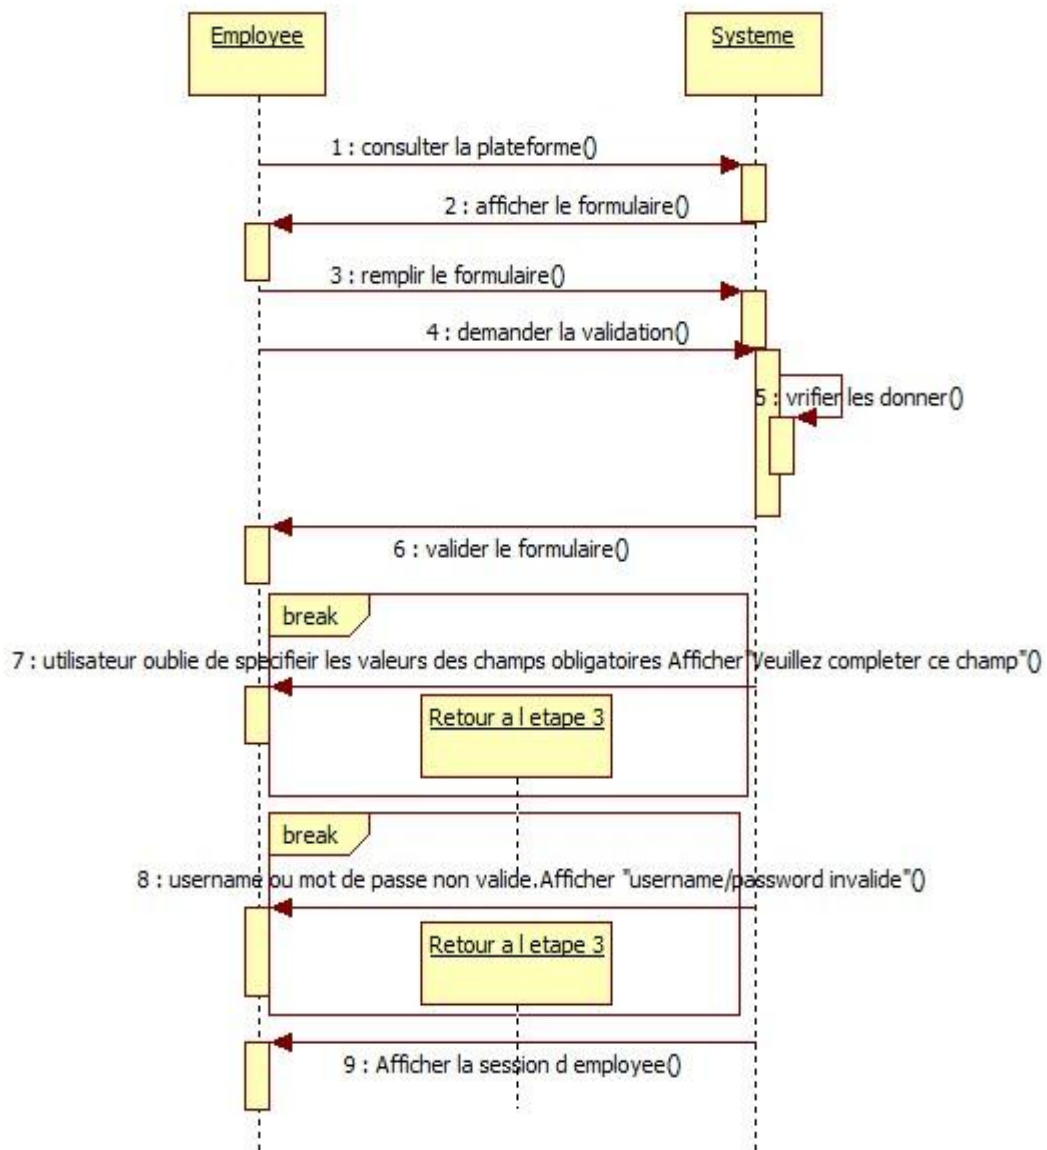 Employee
Systeme
1 : consulter la plateforme()
2 : afficher le formulaire()
3 : remplir le formulaire()
4 : demander la validation()
5 : vrifier les donner()
6 : valider le formulaire()
break
7 : utilisateur oublie de specifieir les valeurs des champs obligatoires Afficher"Veuillez completer ce champ"()
Retour a l etape 3
break
8 : username ou mot de passe non valide.Afficher "username/password invalide"()
Retour a l etape 3
9 : Afficher la session d employee()